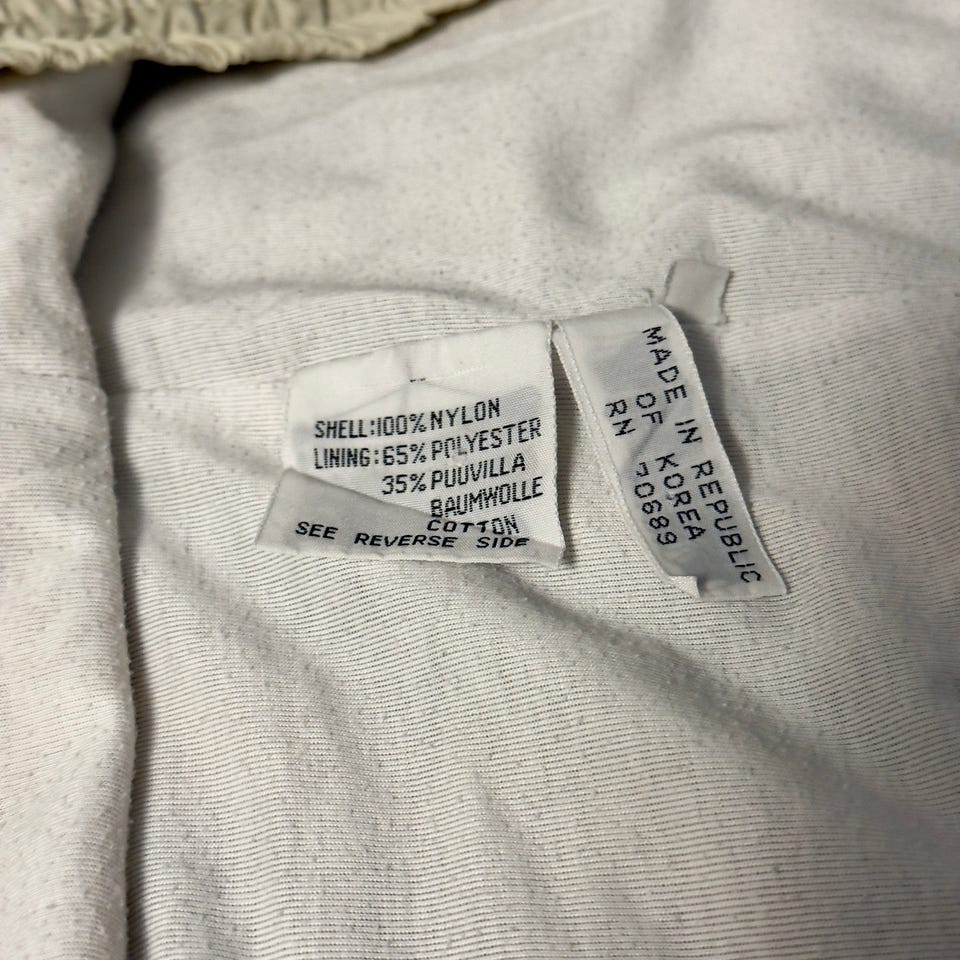 SHELL:100% NYLON
LINING:65% POLYESTER
35% PUUVILLA
BAUMWOLLE
COTTON
SEE REVERSE SIDE
MADE IN REPUBLIC
OF KOREA
RN 70689